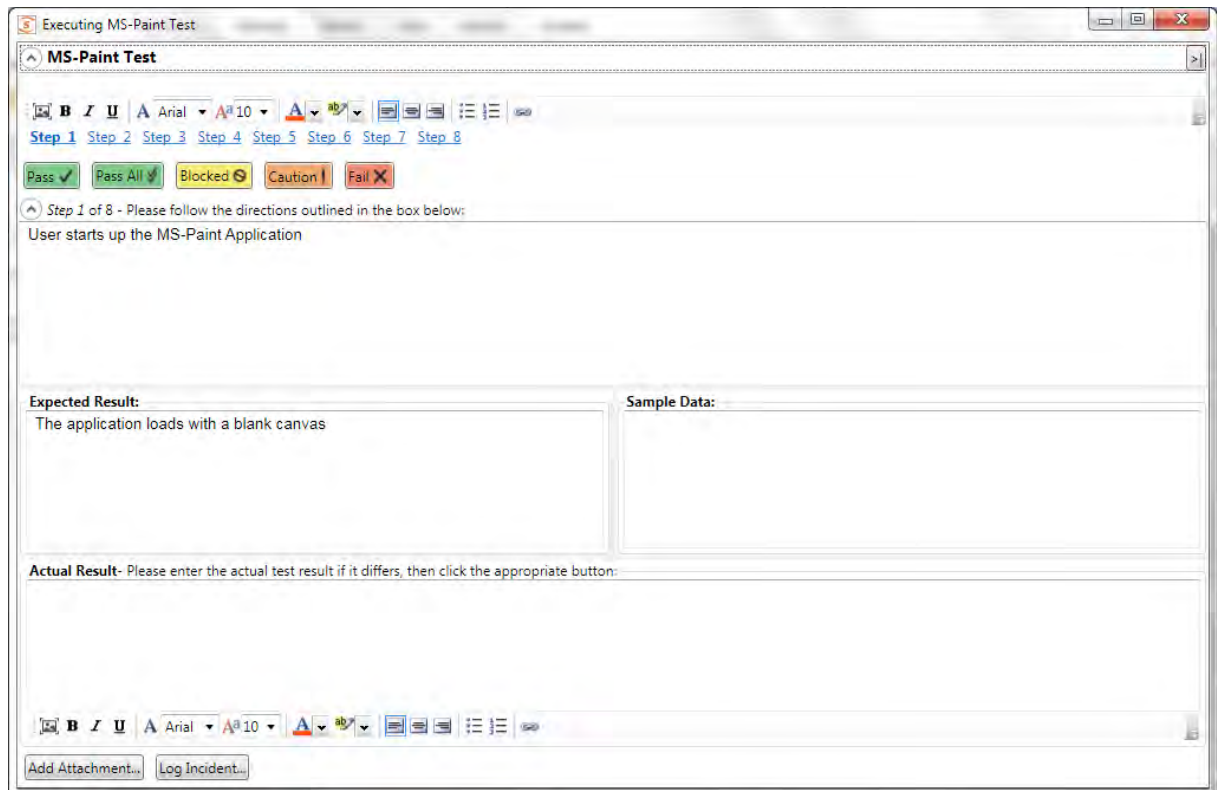 Executing MS-Paint Test
MS-Paint Test
B I U A Arial Aa 10 A ab
Step 1 Step 2 Step 3 Step 4 Step 5 Step 6 Step 7 Step 8
Pass Pass All Blocked Caution Fail
Step 1 of 8 - Please follow the directions outlined in the box below:
User starts up the MS-Paint Application
Expected Result: Sample Data:
The application loads with a blank canvas
Actual Result- Please enter the actual test result if it differs, then click the appropriate button:
B I U A Arial Aa 10 A ab
Add Attachment... Log Incident...